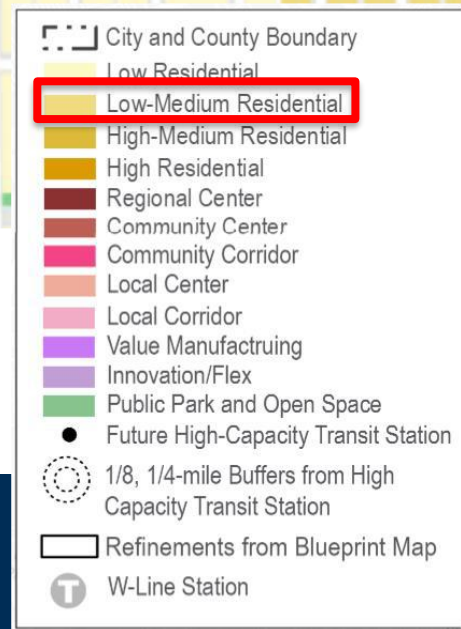 City and County Boundary
Low Residential
Low-Medium Residential
High-Medium Residential
High Residential
Regional Center
Community Center
Community Corridor
Local Center
Local Corridor
Value Manufactruing
Innovation/Flex
Public Park and Open Space
Future High-Capacity Transit Station
1/8, 1/4-mile Buffers from High
Capacity Transit Station
Refinements from Blueprint Map
T W-Line Station